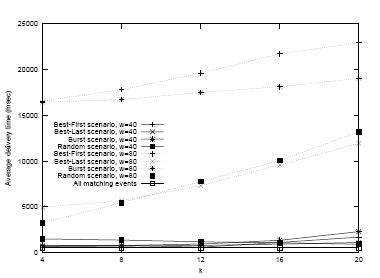 25000
20000
15000
10000
5000
0
Average delivery time (msec)
Best-First scenario, w=40
Best-Last scenario, w=40
Burst scenario, w=40
Random scenario, w=40
Best-First scenario, w=80
Best-Last scenario, w=80
Burst scenario, w=80
Random scenario, w=80
All matching events
4 8 12 16 20
k